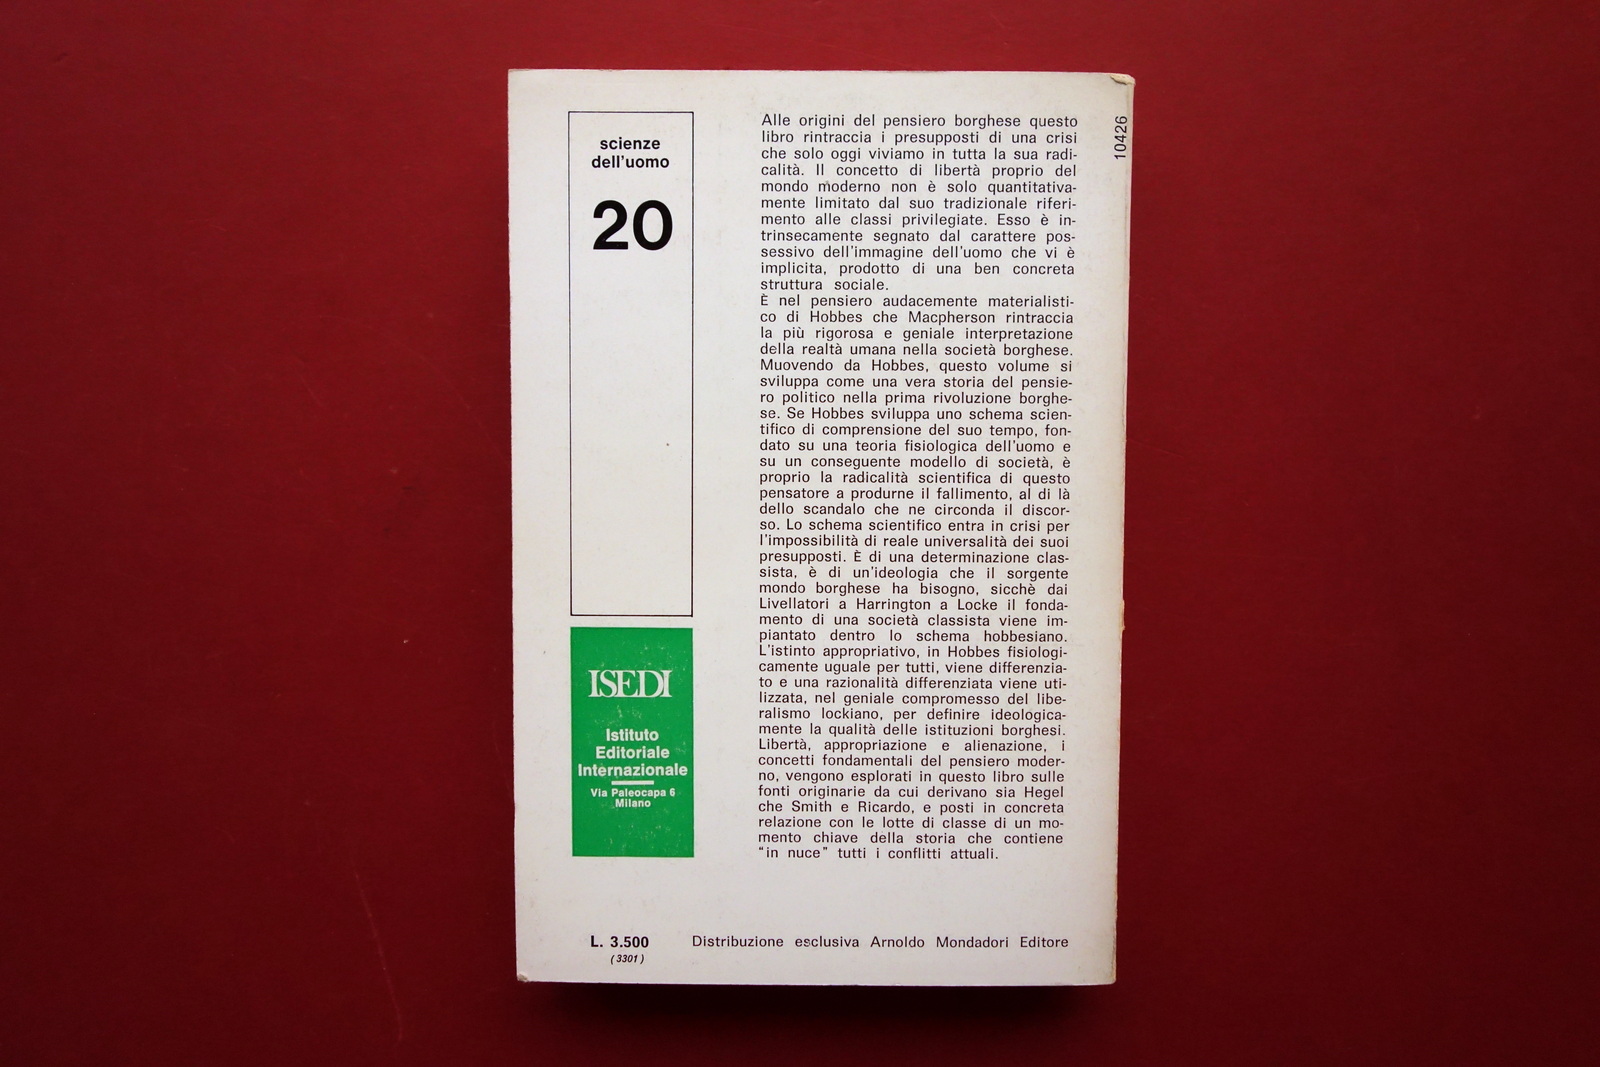 scienze
dell'uomo
20
ISEDI
Istituto
Editoriale
Internazionale
Via Paleocapa 6
Milano
Alle origini del pensiero borghese questo
libro rintraccia i presupposti di una crisi
che solo oggi viviamo in tutta la sua radi-
calità. Il concetto di libertà proprio del
mondo moderno non è solo quantitativa-
mente limitato dal suo tradizionale riferi-
mento alle classi privilegiate. Esso è in-
trinsecamente segnato dal carattere pos-
sessivo dell'immagine dell'uomo che vi è
implicita, prodotto di una ben concreta
struttura sociale.
È nel pensiero audacemente materialisti-
co di Hobbes che Macpherson rintraccia
la più rigorosa e geniale interpretazione
della realtà umana nella società borghese.
Muovendo da Hobbes, questo volume si
sviluppa come una vera storia del pensie-
ro politico nella prima rivoluzione borghe-
se. Se Hobbes sviluppa uno schema scien-
tifico di comprensione del suo tempo, fon-
dato su una teoria fisiologica dell'uomo e
su un conseguente modello di società, è
proprio la radicalità scientifica di questo
pensatore a produrne il fallimento, al di là
dello scandalo che ne circonda il discor-
so. Lo schema scientifico entra in crisi per
l'impossibilità di reale universalità dei suoi
presupposti. È di una determinazione clas-
sista, è di un'ideologia che il sorgente
mondo borghese ha bisogno, sicchè dai
Livellatori a Harrington a Locke il fonda-
mento di una società classista viene im-
piantato dentro lo schema hobbesiano.
L'istinto appropriativo, in Hobbes fisiologi-
camente uguale per tutti, viene differenzia-
to e una razionalità differenziata viene uti-
lizzata, nel geniale compromesso del libe-
ralismo lockiano, per definire ideologica-
mente la qualità delle istituzioni borghesi.
Libertà, appropriazione e alienazione, i
concetti fondamentali del pensiero moder-
no, vengono esplorati in questo libro sulle
fonti originarie da cui derivano sia Hegel
che Smith e Ricardo, e posti in concreta
relazione con le lotte di classe di un mo-
mento chiave della storia che contiene
"in nuce" tutti i conflitti attuali.
10426
L. 3.500
(3301)
Distribuzione esclusiva Arnoldo Mondadori Editore